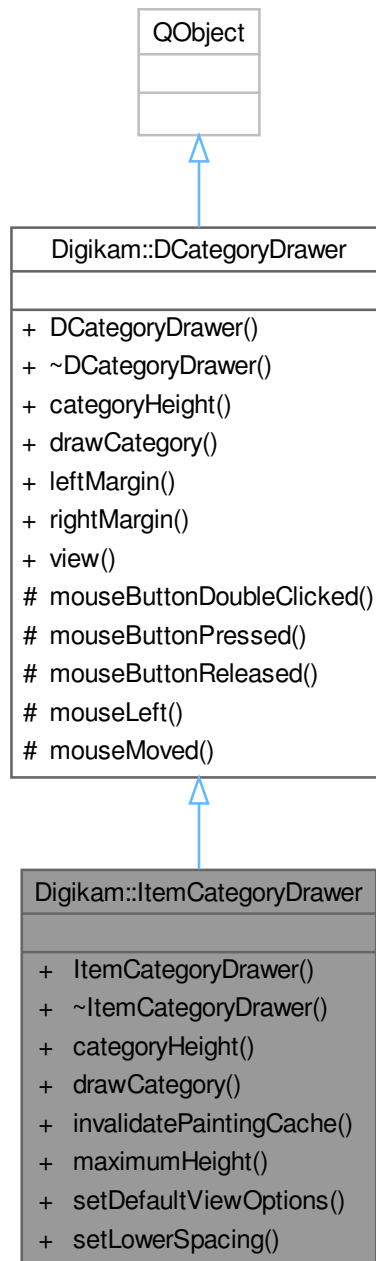 QObject
Digikam::DCategoryDrawer
+ DCategoryDrawer()
+ ~DCategoryDrawer()
+ categoryHeight()
+ drawCategory()
+ leftMargin()
+ rightMargin()
+ view()
# mouseButtonDoubleClicked()
# mouseButtonPressed()
# mouseButtonReleased()
# mouseLeft()
# mouseMoved()
Digikam::ItemCategoryDrawer
+ ItemCategoryDrawer()
+ ~ItemCategoryDrawer()
+ categoryHeight()
+ drawCategory()
+ invalidatePaintingCache()
+ maximumHeight()
+ setDefaultViewOptions()
+ setLowerSpacing()